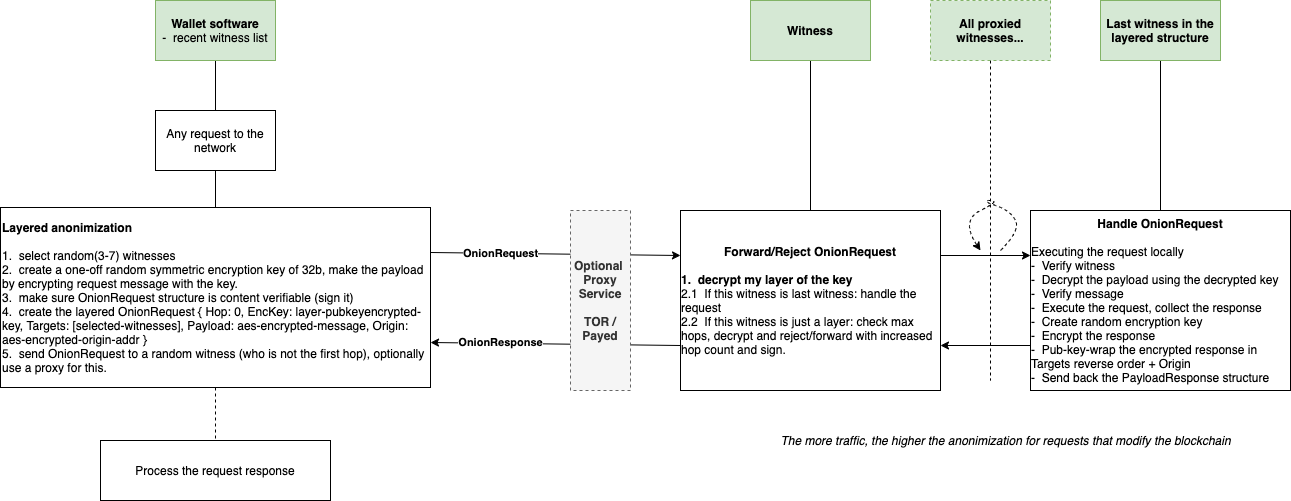 Wallet software
- recent witness list
Witness
All proxied
witnesses...
Last witness in the
layered structure
Any request to the
network
Layered anonimization
1. select random(3-7) witnesses
2. create a one-off random symmetric encryption key of 32b, make the payload
by encrypting request message with the key.
3. make sure OnionRequest structure is content verifiable (sign it)
4. create the layered OnionRequest { Hop: 0, EncKey: layer-pubkeyencrypted-
key, Targets: [selected-witnesses], Payload: aes-encrypted-message, Origin:
aes-encrypted-origin-addr }
5. send OnionRequest to a random witness (who is not the first hop), optionally
use a proxy for this.
OnionRequest
OnionResponse
Optional
Proxy
Service
TOR /
Payed
Forward/Reject OnionRequest
1. decrypt my layer of the key
2.1 If this witness is last witness: handle the
request
2.2 If this witness is just a layer: check max
hops, decrypt and reject/forward with increased
hop count and sign.
Handle OnionRequest
Executing the request locally
- Verify witness
- Decrypt the payload using the decrypted key
- Verify message
- Execute the request, collect the response
- Create random encryption key
- Encrypt the response
- Pub-key-wrap the encrypted response in
Targets reverse order + Origin
- Send back the PayloadResponse structure
The more traffic, the higher the anonimization for requests that modify the blockchain
Process the request response